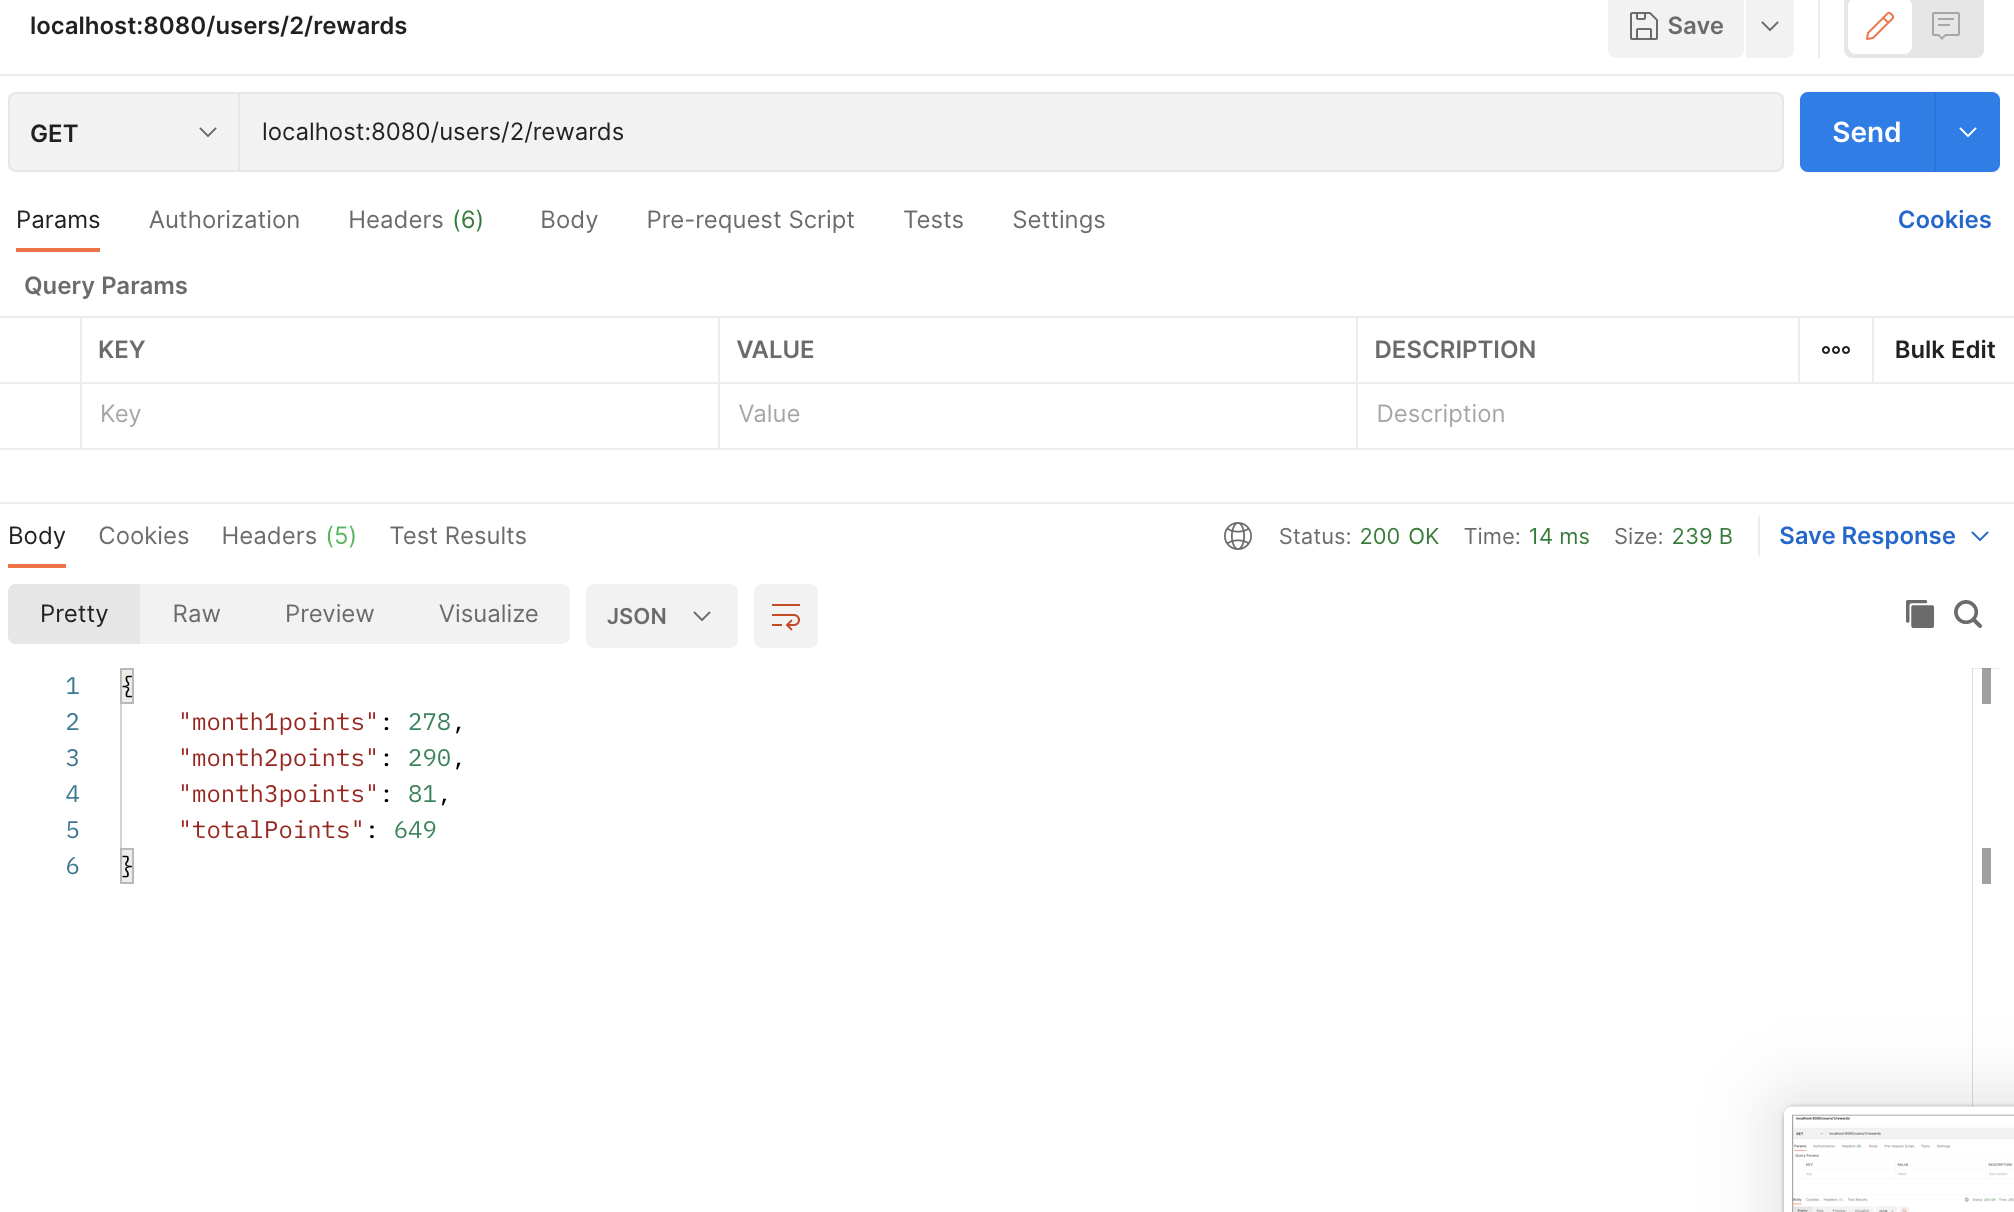 localhost:8080/users/2/rewards
Save
GET
localhost:8080/users/2/rewards
Send
Params Authorization Headers (6) Body Pre-request Script Tests Settings Cookies
Query Params
KEY VALUE DESCRIPTION ooo Bulk Edit
Key Value Description
Body Cookies Headers (5) Test Results Status: 200 OK Time: 14 ms Size: 239 B Save Response
Pretty Raw Preview Visualize JSON
1 {
2 "month1points": 278,
3 "month2points": 290,
4 "month3points": 81,
5 "totalPoints": 649
6 }